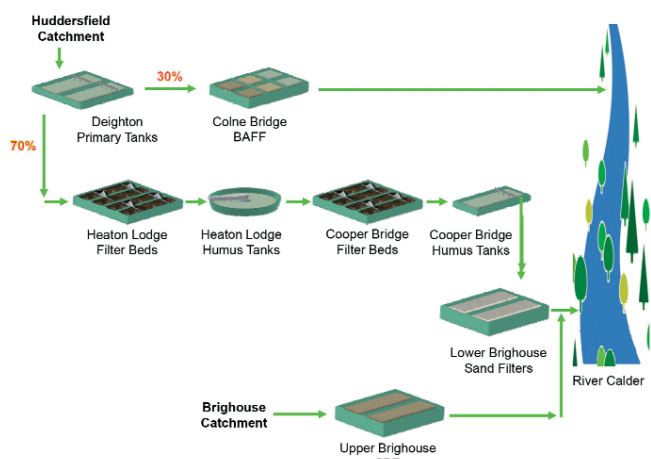 Huddersfield
Catchment
30%
Deighton
Primary Tanks
Colne Bridge
BAFF
70%
Heaton Lodge
Filter Beds
Heaton Lodge
Humus Tanks
Cooper Bridge
Filter Beds
Cooper Bridge
Humus Tanks
Lower Brighouse
Sand Filters
River Calder
Brighouse
Catchment
Upper Brighouse